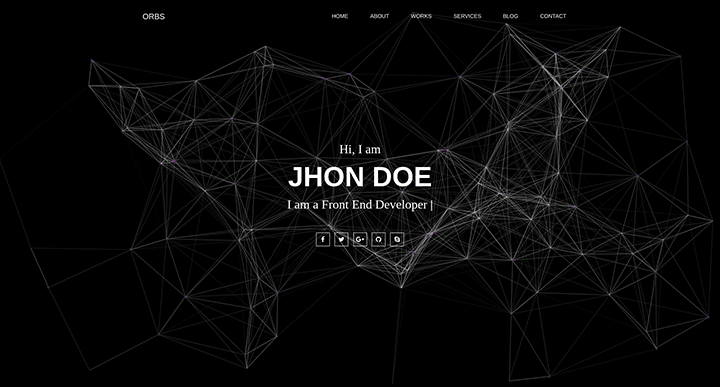 ORBS HOME ABOUT WORKS SERVICES BLOG CONTACT
Hi, I am
JHON DOE
I am a Front End Developer |